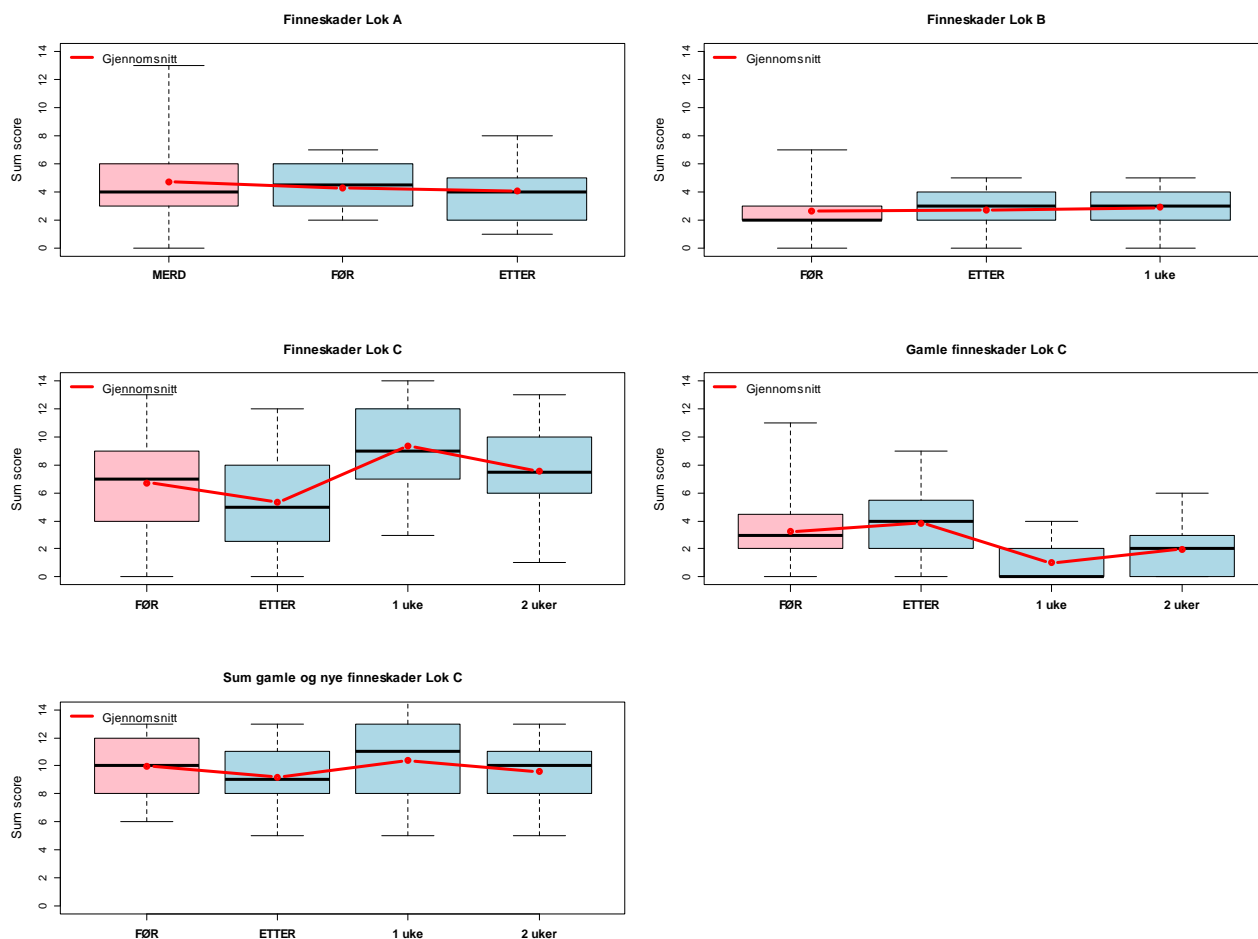 Finneskader Lok A
Gjennomsnitt
Sum score
0 2 4 6 8 10 12 14
MERD FØR ETTER
Finneskader Lok B
Gjennomsnitt
Sum score
0 2 4 6 8 10 12 14
FØR ETTER 1 uke
Finneskader Lok C
Gjennomsnitt
Sum score
0 2 4 6 8 10 12 14
FØR ETTER 1 uke 2 uker
Gamle finneskader Lok C
Gjennomsnitt
Sum score
0 2 4 6 8 10 12 14
FØR ETTER 1 uke 2 uker
Sum gamle og nye finneskader Lok C
Gjennomsnitt
Sum score
0 2 4 6 8 10 12 14
FØR ETTER 1 uke 2 uker